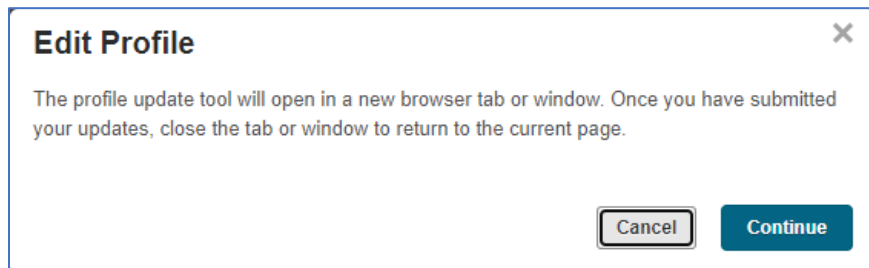 Edit Profile
The profile update tool will open in a new browser tab or window. Once you have submitted
your updates, close the tab or window to return to the current page.
Cancel
Continue